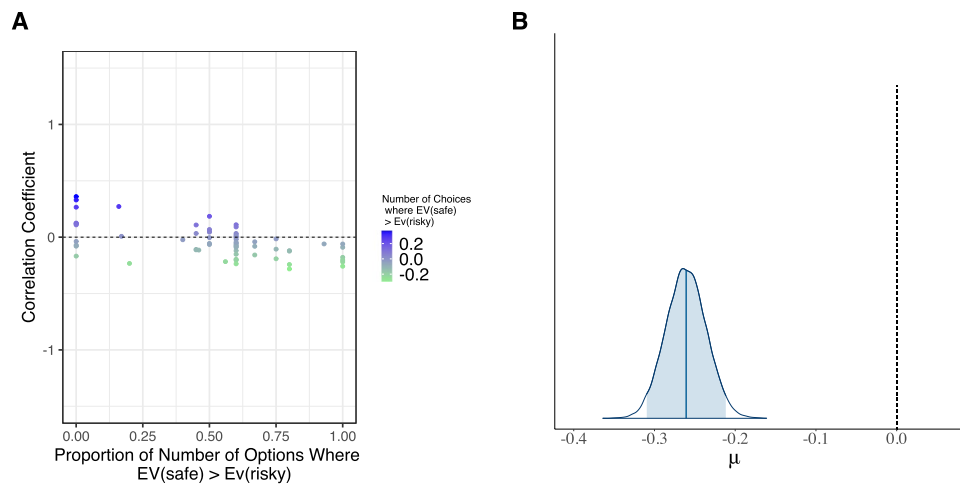 A
Correlation Coefficient
1
0
-1
0.00 0.25 0.50 0.75 1.00
Proportion of Number of Options Where
EV(safe) > Ev(risky)
Number of Choices
where EV(safe)
> Ev(risky)
0.2
0.0
-0.2
B
-0.4 -0.3 -0.2 -0.1 0.0
μ